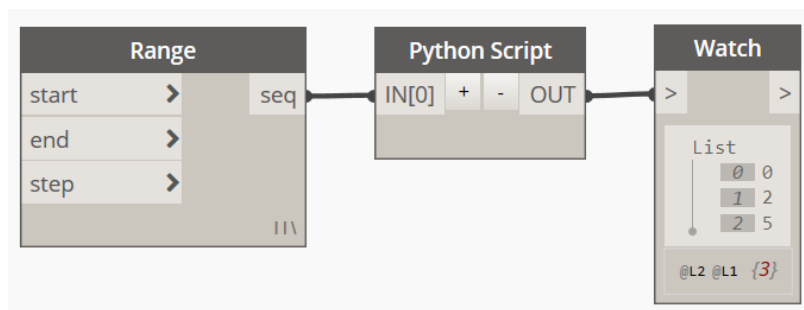 Range
start > seq
end >
step >
| | \
Python Script
IN[0] + - OUT
Watch
> >
List
0 0
1 2
2 5
@L2 @L1 {3}